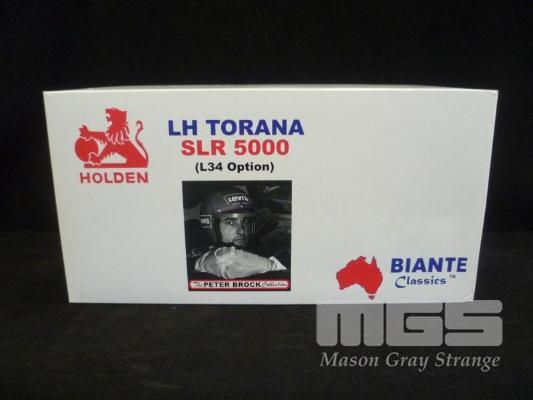 LH TORANA
SLR 5000
(L34 Option)
HOLDEN
Levi's
The PETER BROCK Collection
BIANTE
Classics™
MGS
Mason Gray Strange